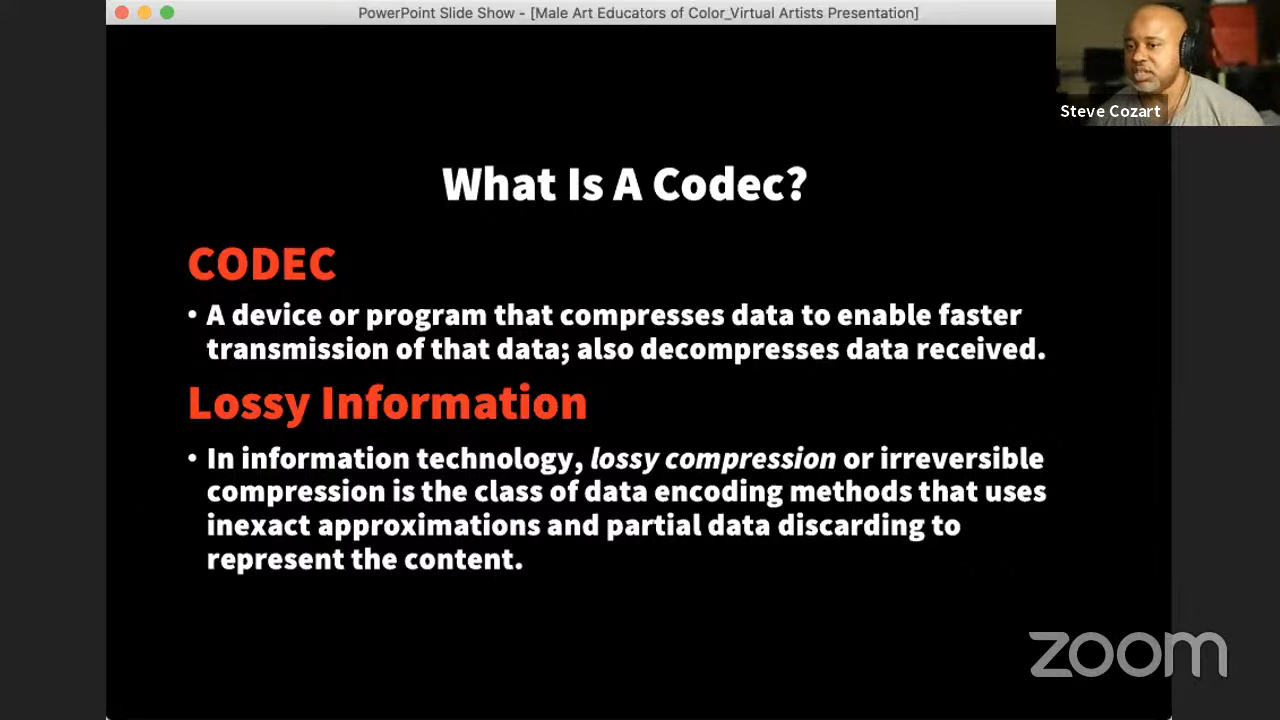 PowerPoint Slide Show - [Male Art Educators of Color_Virtual Artists Presentation]
Steve Cozart
What Is A Codec?
CODEC
• A device or program that compresses data to enable faster
transmission of that data; also decompresses data received.
Lossy Information
• In information technology, lossy compression or irreversible
compression is the class of data encoding methods that uses
inexact approximations and partial data discarding to
represent the content.
zoom